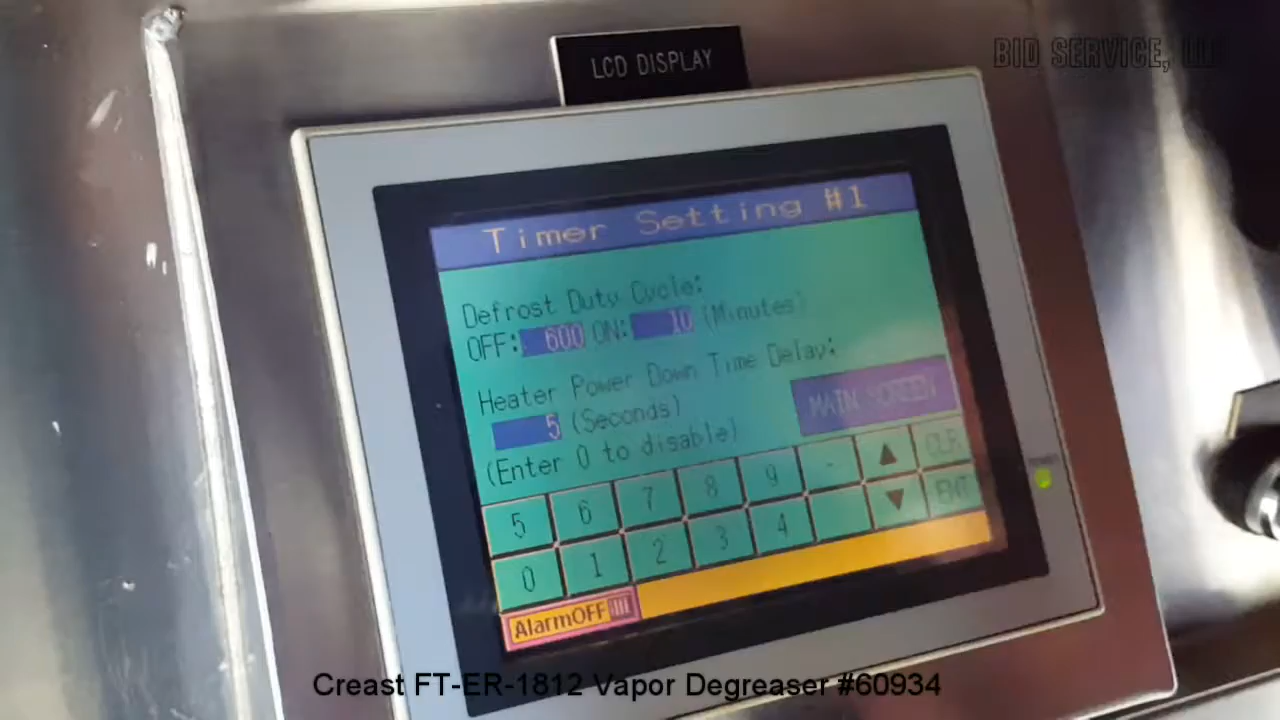 BID SERVICE, LLC
LCD DISPLAY
Timer Setting #1
Defrost Duty Cycle:
OFF: 600 ON: 10 (Minutes)
Heater Power Down Time Delay:
5 (Seconds)
MAIN SCREEN
(Enter 0 to disable)
5 6 7 8 9 - ▲ CLR
0 1 2 3 4 ▼ ENT
AlarmOFF
Creast FT-ER-1812 Vapor Degreaser #60934